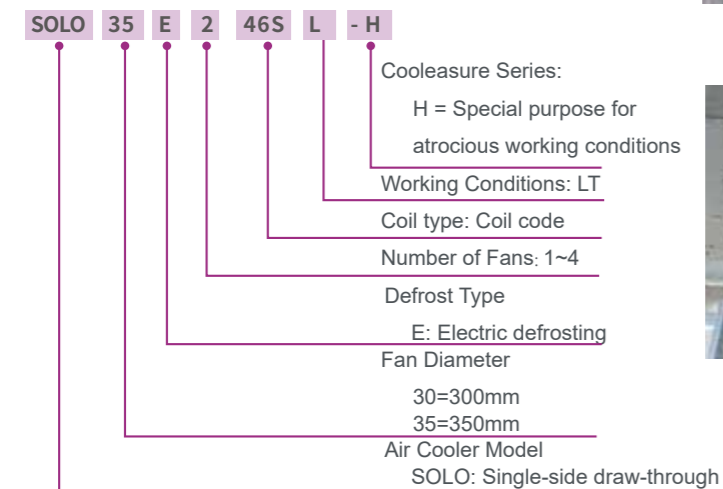 SOLO 35 E 2 46S L - H
Cooleasure Series:
H = Special purpose for
atrocious working conditions
Working Conditions: LT
Coil type: Coil code
Number of Fans: 1~4
Defrost Type
E: Electric defrosting
Fan Diameter
30=300mm
35=350mm
Air Cooler Model
SOLO: Single-side draw-through